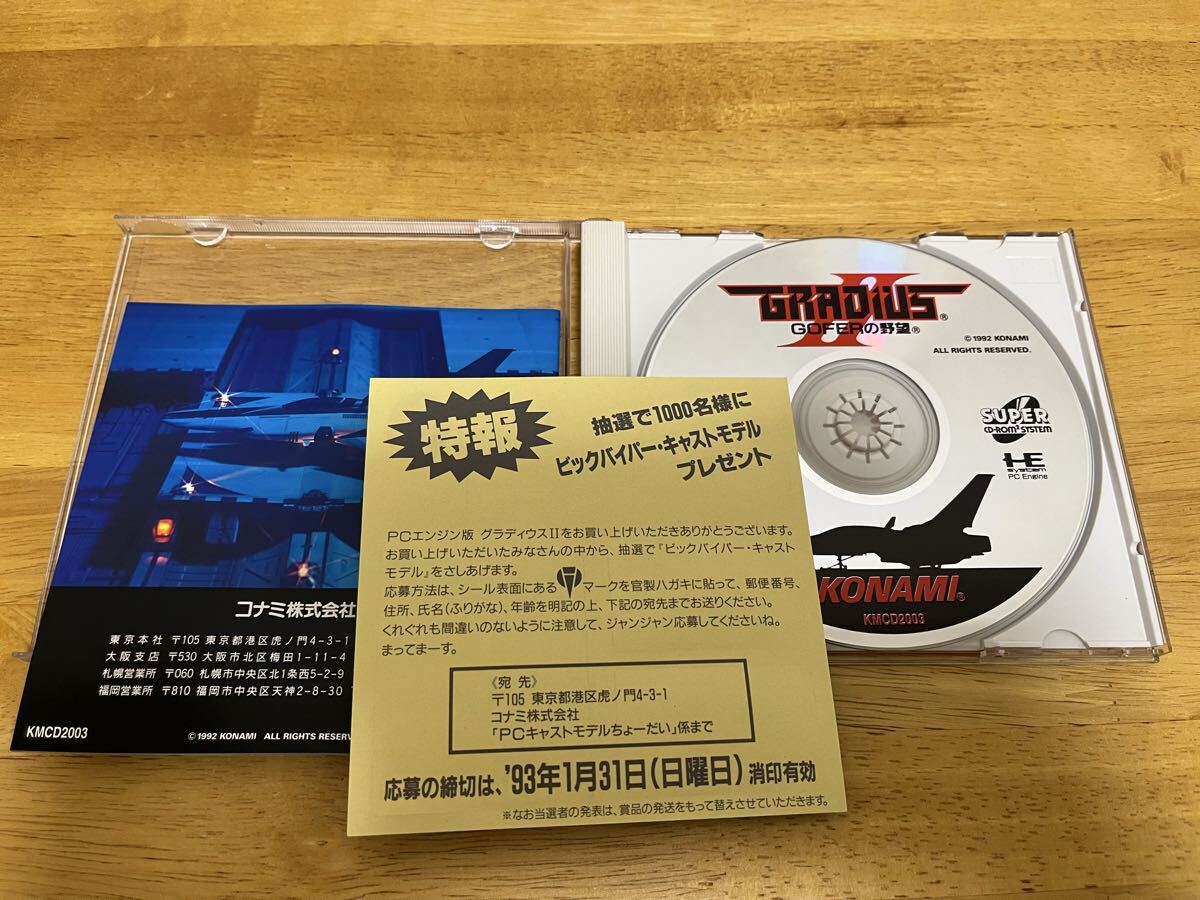 コナミ株式会社
東京本社 〒105 東京都港区虎ノ門4-3-1
大阪支店 〒530 大阪市北区梅田1-11-4
札幌営業所 〒060 札幌市中央区北1条西5-2-9
福岡営業所 〒810 福岡市中央区天神2-8-30
KMCD2003
©1992 KONAMI ALL RIGHTS RESERV
特報
抽選で1000名様に
ビックバイパー・キャストモデル
プレゼント
PCエンジン版 グラディウスIIをお買い上げいただきありがとうございます。
お買い上げいただいたみなさんの中から、抽選で『ビックバイパー・キャスト
モデル』をさしあげます。
応募方法は、シール表面にあるマークを官製ハガキに貼って、郵便番号、
住所、氏名(ふりがな)、年齢を明記の上、下記の宛先までお送りください。
くれぐれも間違いのないように注意して、ジャンジャン応募してくださいね。
まってまーす。
《宛 先》
〒105 東京都港区虎ノ門4-3-1
コナミ株式会社
「PCキャストモデルちょーだい」係まで
応募の締切は、'93年1月31日(日曜日)消印有効
※なお当選者の発表は、賞品の発送をもって替えさせていただきます。
GRADIUS II®
GOFERの野望®
©1992 KONAMI
ALL RIGHTS RESERVED.
SUPER
CD-ROM² SYSTEM
HE
system
PC Engine
KONAMI®
KMCD2003